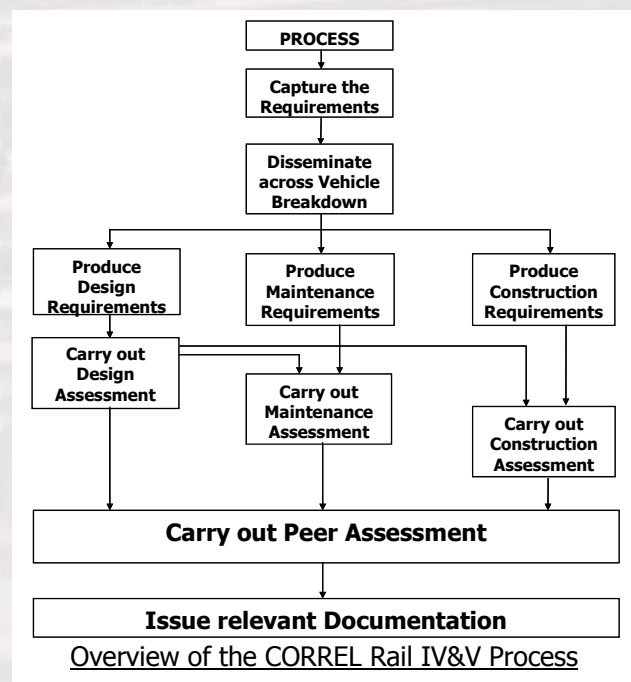 PROCESS
Capture the
Requirements
Disseminate
across Vehicle
Breakdown
Produce
Design
Requirements
Produce
Maintenance
Requirements
Produce
Construction
Requirements
Carry out
Design
Assessment
Carry out
Maintenance
Assessment
Carry out
Construction
Assessment
Carry out Peer Assessment
Issue relevant Documentation
Overview of the CORREL Rail IV&V Process